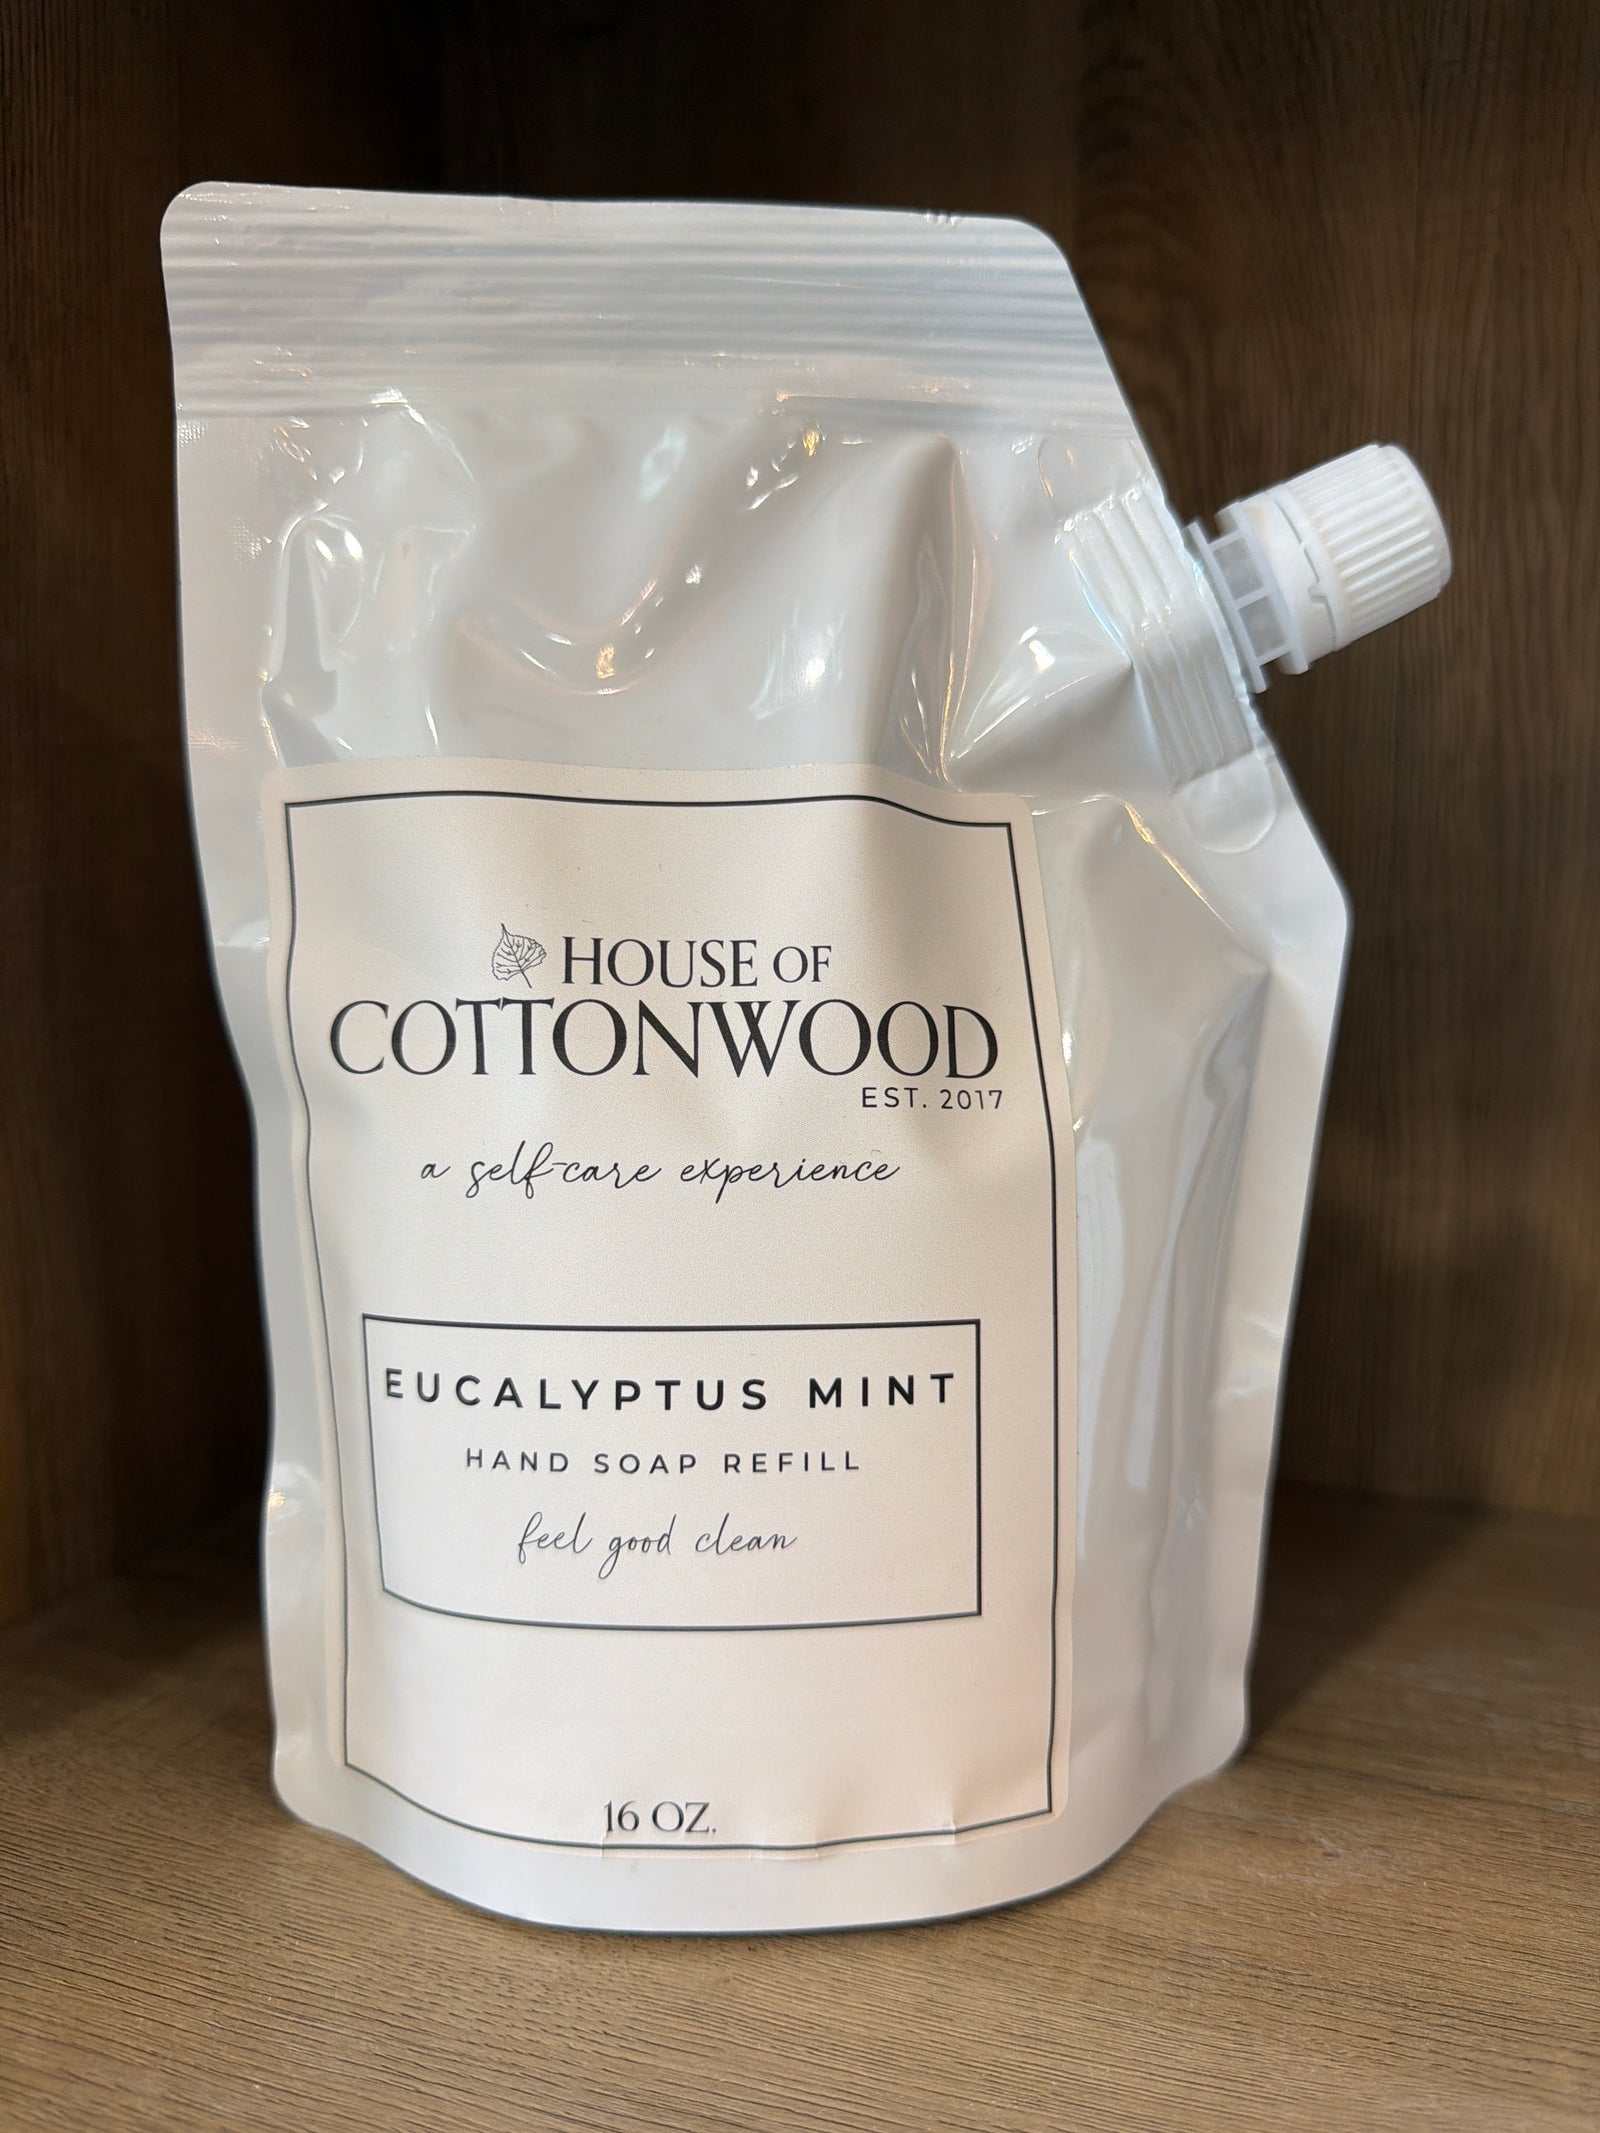 HOUSE OF
COTTONWOOD
EST. 2017
a self-care experience
EUCALYPTUS MINT
HAND SOAP REFILL
feel good clean
16 OZ.